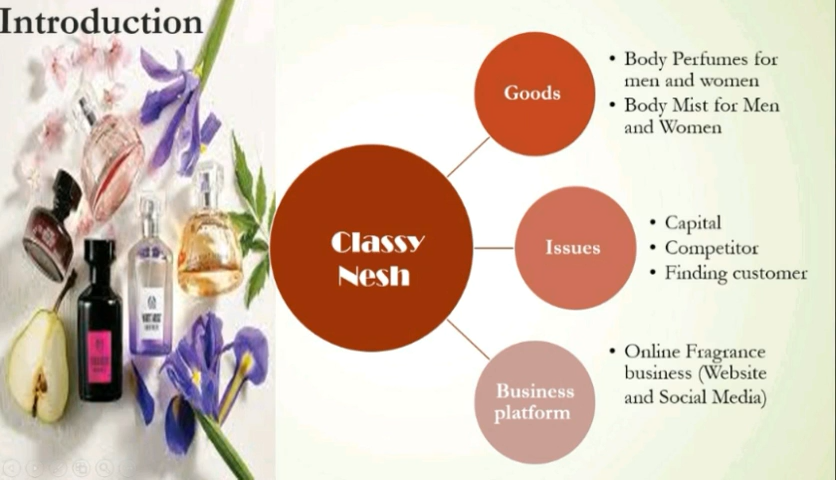 Introduction
Goods
• Body Perfumes for
men and women
• Body Mist for Men
and Women
Classy
Nesh
Issues
• Capital
• Competitor
• Finding customer
Business
platform
• Online Fragrance
business (Website
and Social Media)